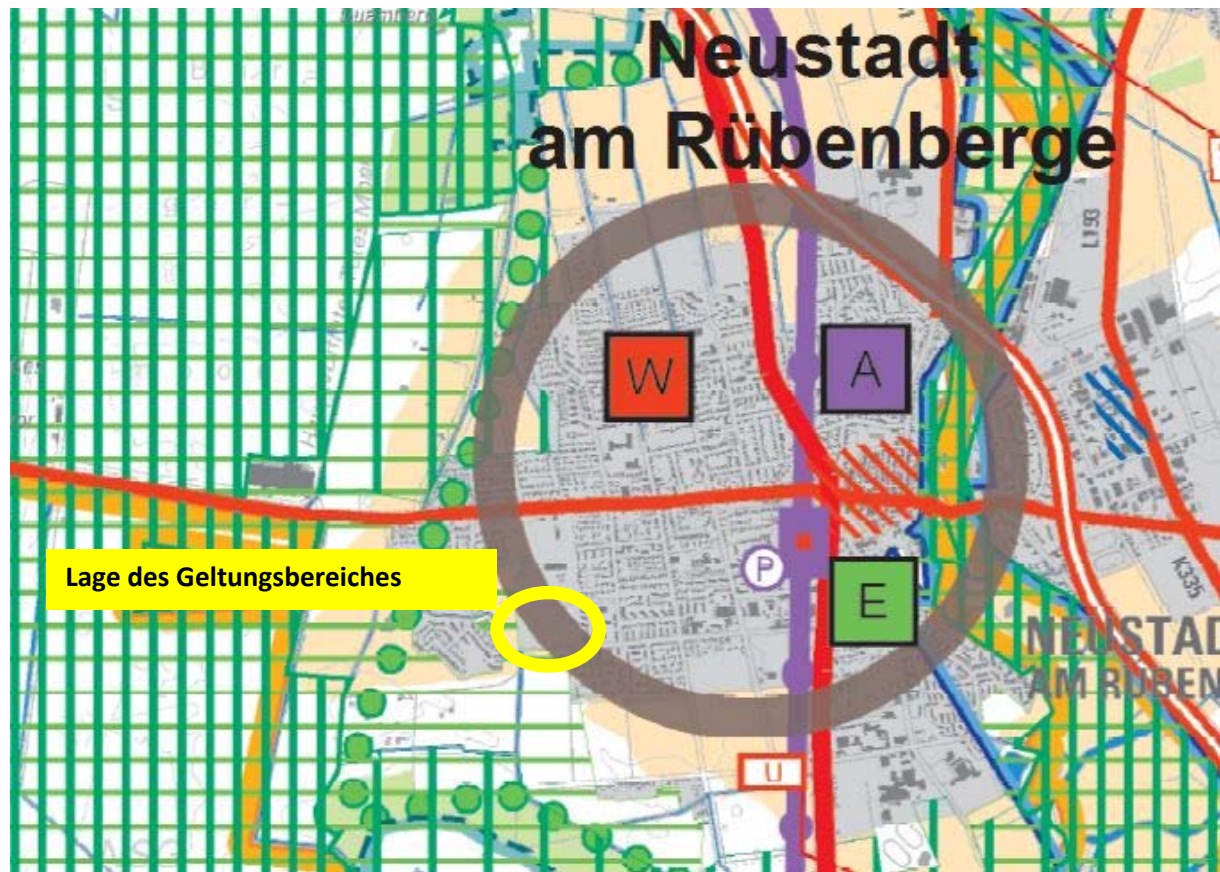 Neustadt
am Rübenberge
L193
W
A
P
Lage des Geltungsbereiches
E
K335
NEUSTAD
AM RÜBEN
U